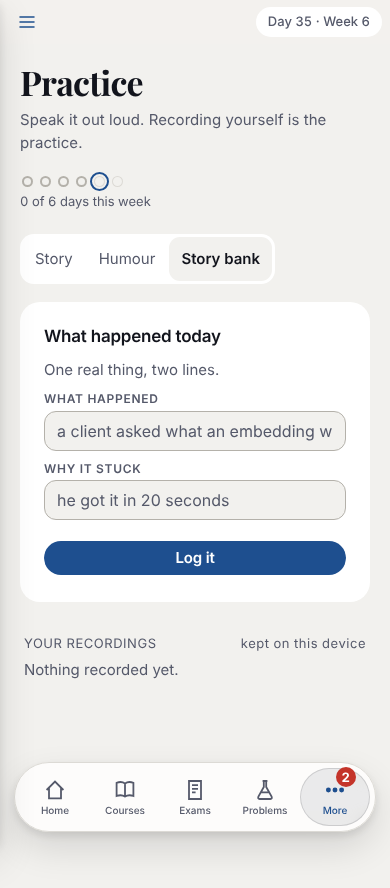 Day 35 · Week 6
Practice
Speak it out loud. Recording yourself is the
practice.
0 of 6 days this week
Story Humour Story bank
What happened today
One real thing, two lines.
WHAT HAPPENED
a client asked what an embedding w
WHY IT STUCK
he got it in 20 seconds
Log it
YOUR RECORDINGS kept on this device
Nothing recorded yet.
2
Home Courses Exams Problems More